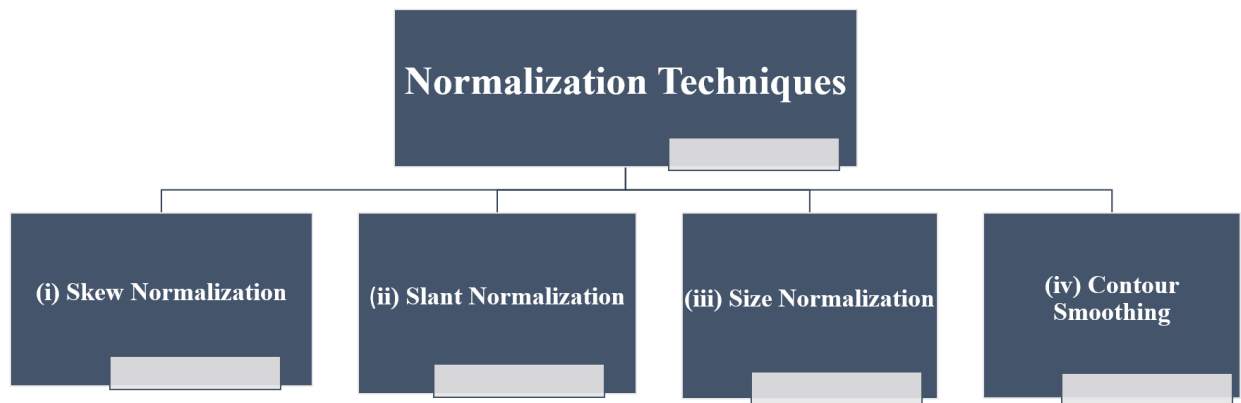 Normalization Techniques
(i) Skew Normalization
(ii) Slant Normalization
(iii) Size Normalization
(iv) Contour
Smoothing